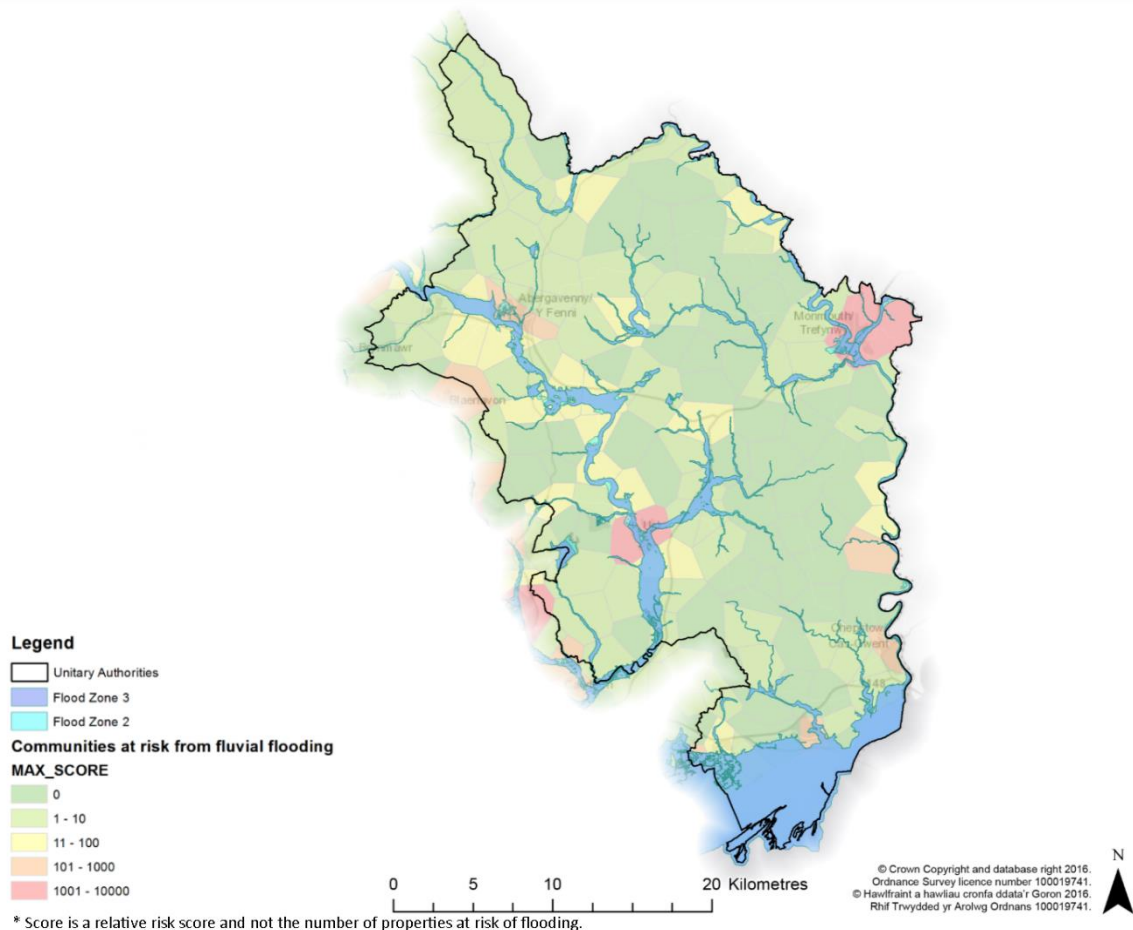 Abergavenny/
Y Fenni
Monmouth/
Trefynwy
Blaenavon
Usk
Chepstow/
Cas-Gwent
Legend
Unitary Authorities
Flood Zone 3
Flood Zone 2
Communities at risk from fluvial flooding
MAX_SCORE
0
1 - 10
11 - 100
101 - 1000
1001 - 10000
0 5 10 20 Kilometres
N
© Crown Copyright and database right 2016.
Ordnance Survey licence number 100019741.
© Hawlfraint a hawliau cronfa ddata'r Goron 2016.
Rhif Trwydded yr Arolwg Ordnans 100019741.
* Score is a relative risk score and not the number of properties at risk of flooding.